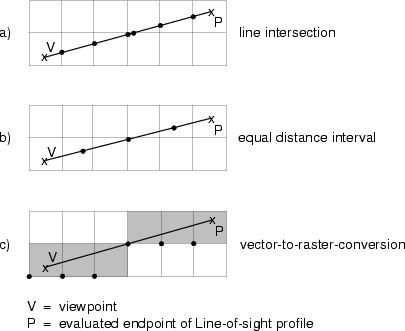 a)
V
P
line intersection
b)
V
P
equal distance interval
c)
V
P
vector-to-raster-conversion
V = viewpoint
P = evaluated endpoint of Line-of-sight profile